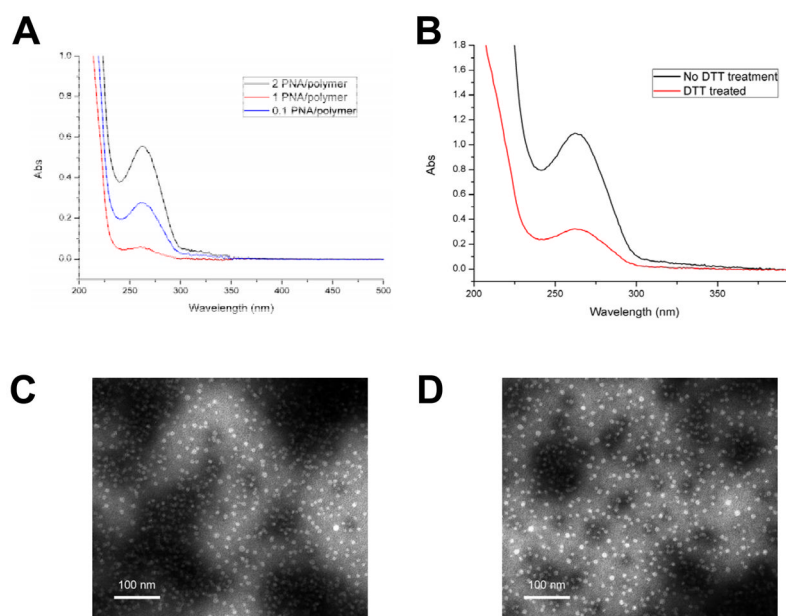 A
Abs
1.0
0.8
0.6
0.4
0.2
0.0
2 PNA/polymer
1 PNA/polymer
0.1 PNA/polymer
200 250 300 350 400 450 500
Wavelength (nm)
B
Abs
1.8
1.6
1.4
1.2
1.0
0.8
0.6
0.4
0.2
0.0
No DTT treatment
DTT treated
200 250 300 350
Wavelength (nm)
C
100 nm
D
100 nm